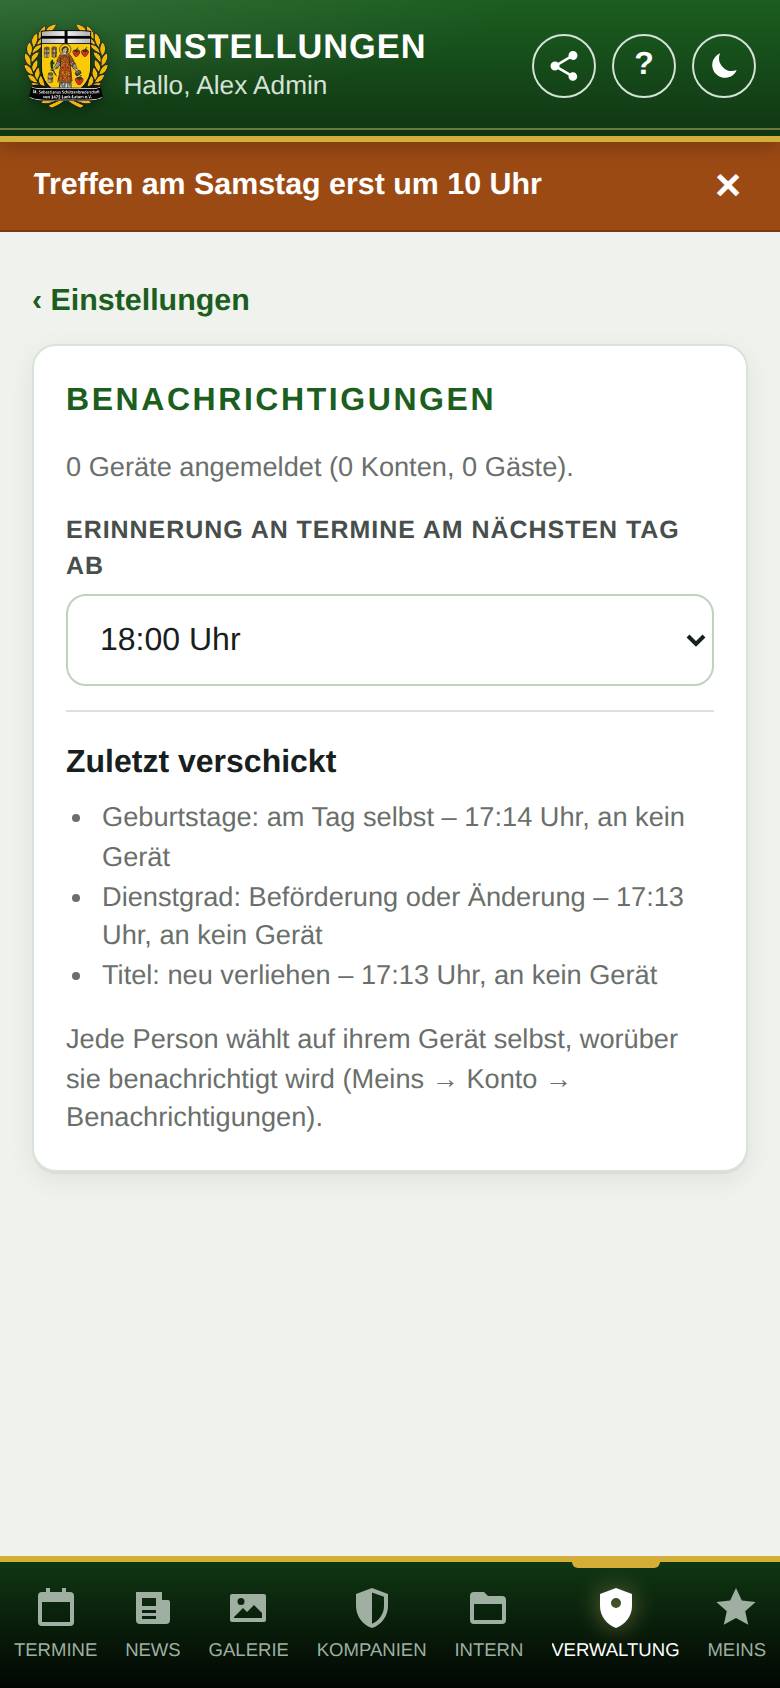 EINSTELLUNGEN
Hallo, Alex Admin
?
Treffen am Samstag erst um 10 Uhr
×
‹ Einstellungen
BENACHRICHTIGUNGEN
0 Geräte angemeldet (0 Konten, 0 Gäste).
ERINNERUNG AN TERMINE AM NÄCHSTEN TAG
AB
18:00 Uhr
Zuletzt verschickt
• Geburtstage: am Tag selbst – 17:14 Uhr, an kein
Gerät
• Dienstgrad: Beförderung oder Änderung – 17:13
Uhr, an kein Gerät
• Titel: neu verliehen – 17:13 Uhr, an kein Gerät
Jede Person wählt auf ihrem Gerät selbst, worüber
sie benachrichtigt wird (Meins → Konto →
Benachrichtigungen).
TERMINE NEWS GALERIE KOMPANIEN INTERN VERWALTUNG MEINS